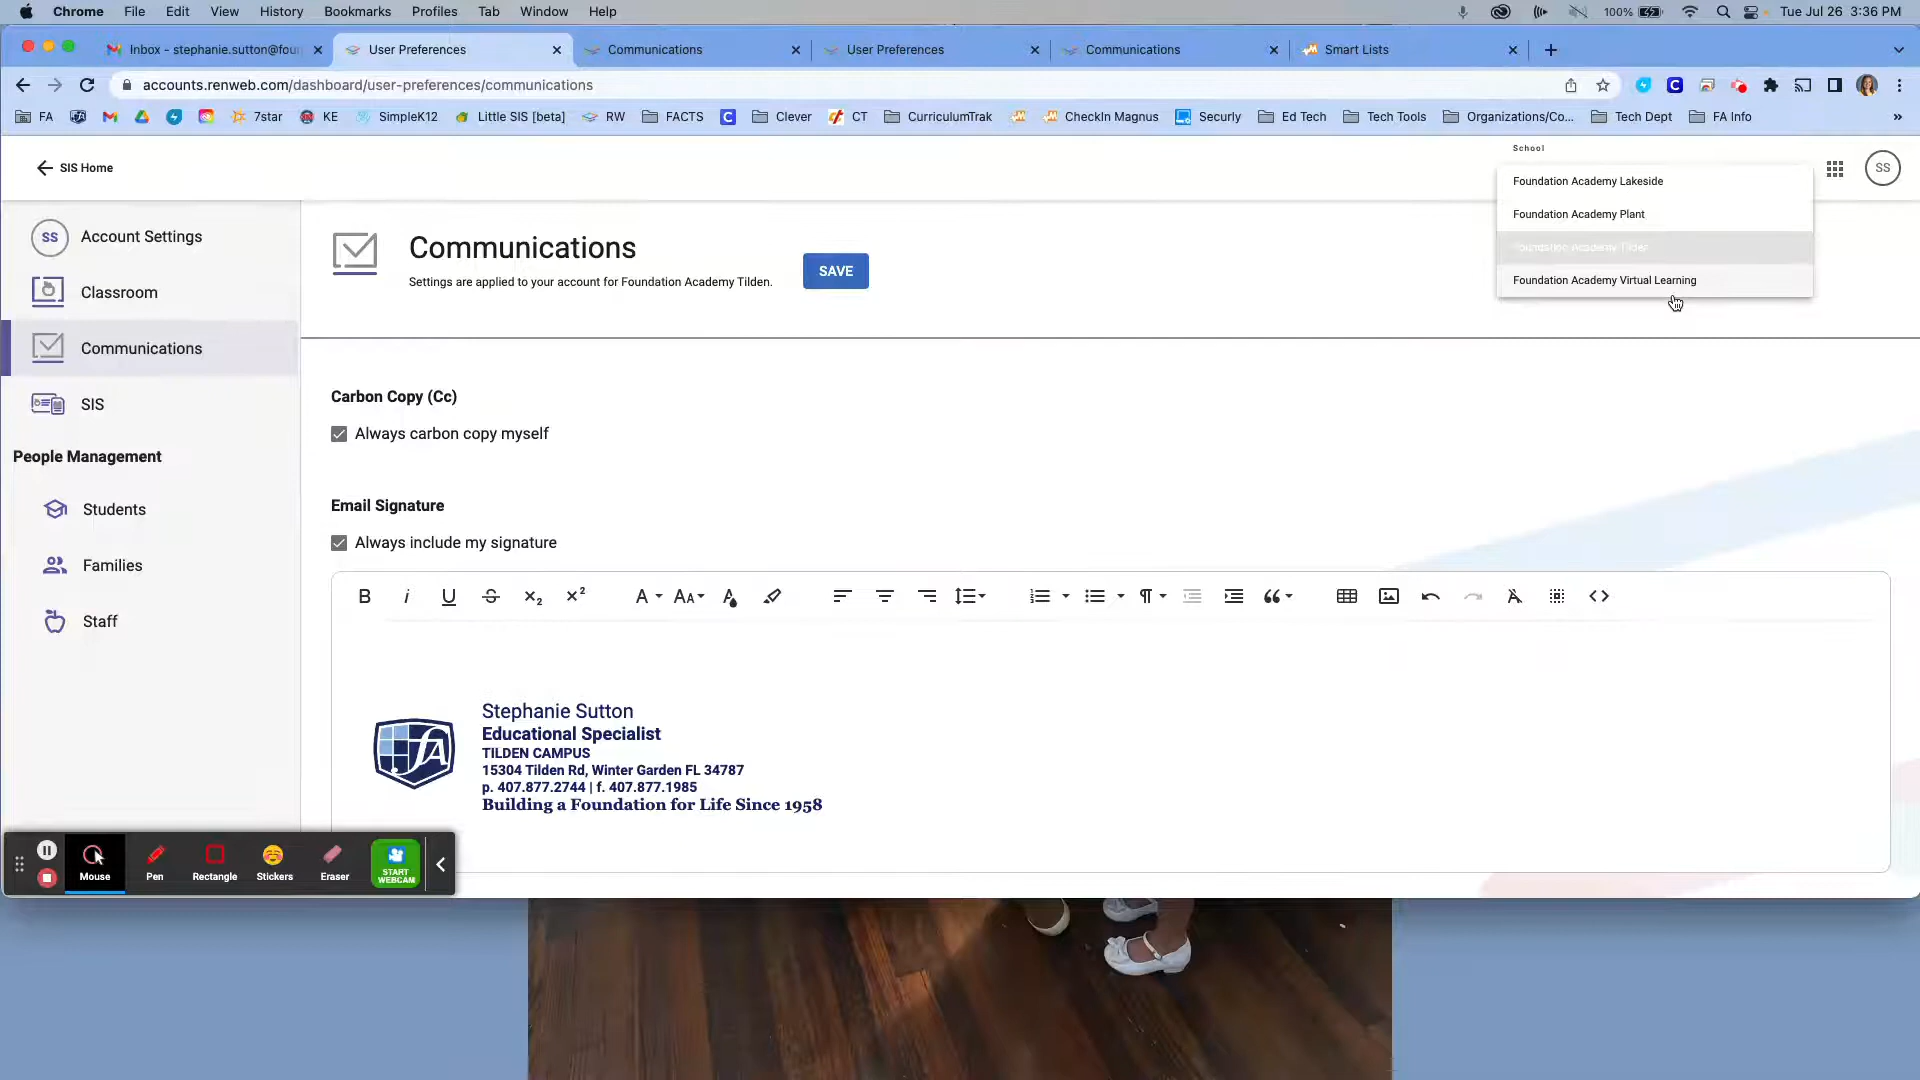 Chrome File Edit View History Bookmarks Profiles Tab Window Help 100% Tue Jul 26 3:36 PM
Inbox - stephanie.sutton@foun User Preferences Communications User Preferences Communications Smart Lists
accounts.renweb.com/dashboard/user-preferences/communications
FA 7star KE SimpleK12 Little SIS [beta] RW FACTS Clever CT CurriculumTrak CheckIn Magnus Securly Ed Tech Tech Tools Organizations/Co... Tech Dept FA Info »
SIS Home
School
Foundation Academy Lakeside
Foundation Academy Plant
Foundation Academy Tilden
Foundation Academy Virtual Learning
SS
SS Account Settings
Classroom
Communications
SIS
People Management
Students
Families
Staff
Communications
Settings are applied to your account for Foundation Academy Tilden.
SAVE
Carbon Copy (Cc)
Always carbon copy myself
Email Signature
Always include my signature
Stephanie Sutton
Educational Specialist
TILDEN CAMPUS
15304 Tilden Rd, Winter Garden FL 34787
p. 407.877.2744 | f. 407.877.1985
Building a Foundation for Life Since 1958
fA
Mouse Pen Rectangle Stickers Eraser START WEBCAM